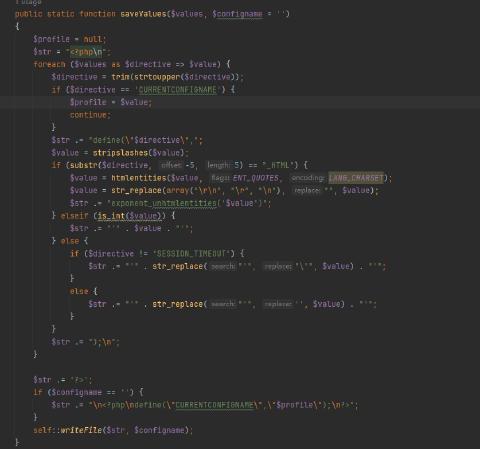 1 usage
public static function saveValues($values, $configname = '')
{
$profile = null;
$str = "<?php\n";
foreach ($values as $directive => $value) {
$directive = trim(strtoupper($directive));
if ($directive == 'CURRENTCONFIGNAME') {
$profile = $value;
continue;
}
$str .= "define(\"$directive\",";
$value = stripslashes($value);
if (substr($directive, offset: -5, length: 5) == "_HTML") {
$value = htmlentities($value, flags: ENT_QUOTES, encoding: LANG_CHARSET);
$value = str_replace(array("\r\n", "\r", "\n"), replace: "", $value);
$str .= "exponent_unhtmlentities('$value')";
} elseif (is_int($value)) {
$str .= "'" . $value . "'";
} else {
if ($directive != 'SESSION_TIMEOUT') {
$str .= "'" . str_replace( search: "'", replace: "\'", $value) . "'";
}
else {
$str .= "'" . str_replace( search: "'", replace: '', $value) . "'";
}
}
$str .= ");\n";
}
$str .= '?>';
if ($configname == '') {
$str .= "\n<?php\ndefine(\"CURRENTCONFIGNAME\",\"$profile\");\n?>";
}
self::writeFile($str, $configname);
}